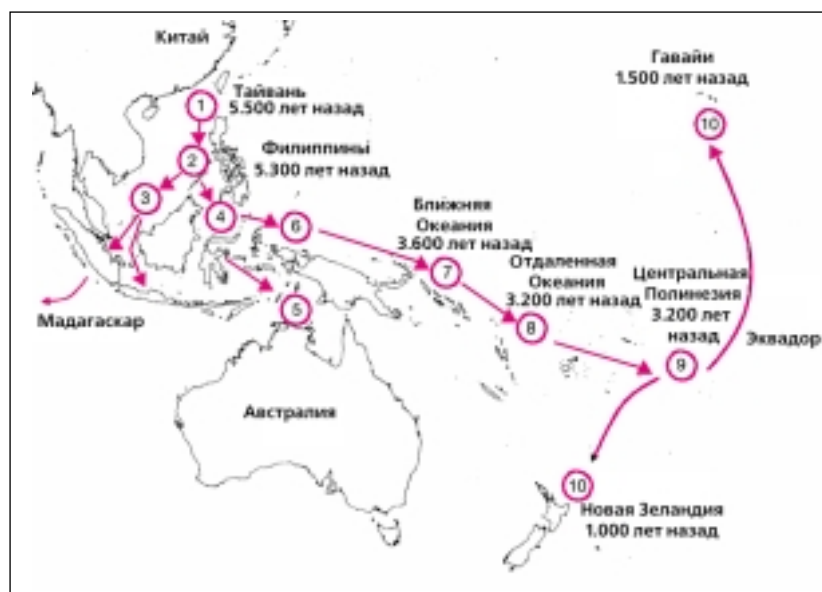 Китай
Гавайи
1.500 лет назад
1
Тайвань
5.500 лет назад
10
2
Филиппины
5.300 лет назад
3
4
6
Ближняя
Океания
3.600 лет назад
7
Отдаленная
Океания
3.200 лет назад
Центральная
Полинезия
3.200 лет
назад
5
8
Мадагаскар
Эквадор
9
Австралия
10
Новая Зеландия
1.000 лет назад